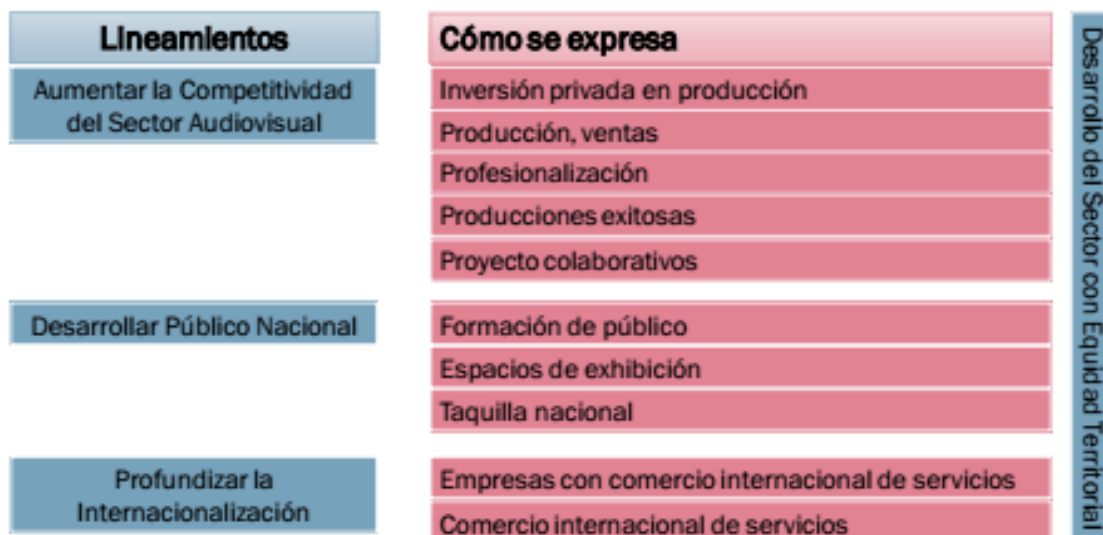 Lineamientos
Cómo se expresa
Aumentar la Competitividad
del Sector Audiovisual
Inversión privada en producción
Producción, ventas
Profesionalización
Producciones exitosas
Proyecto colaborativos
Desarrollar Público Nacional
Formación de público
Espacios de exhibición
Taquilla nacional
Profundizar la
Internacionalización
Empresas con comercio internacional de servicios
Comercio internacional de servicios
Desarrollo del Sector con Equidad Territorial